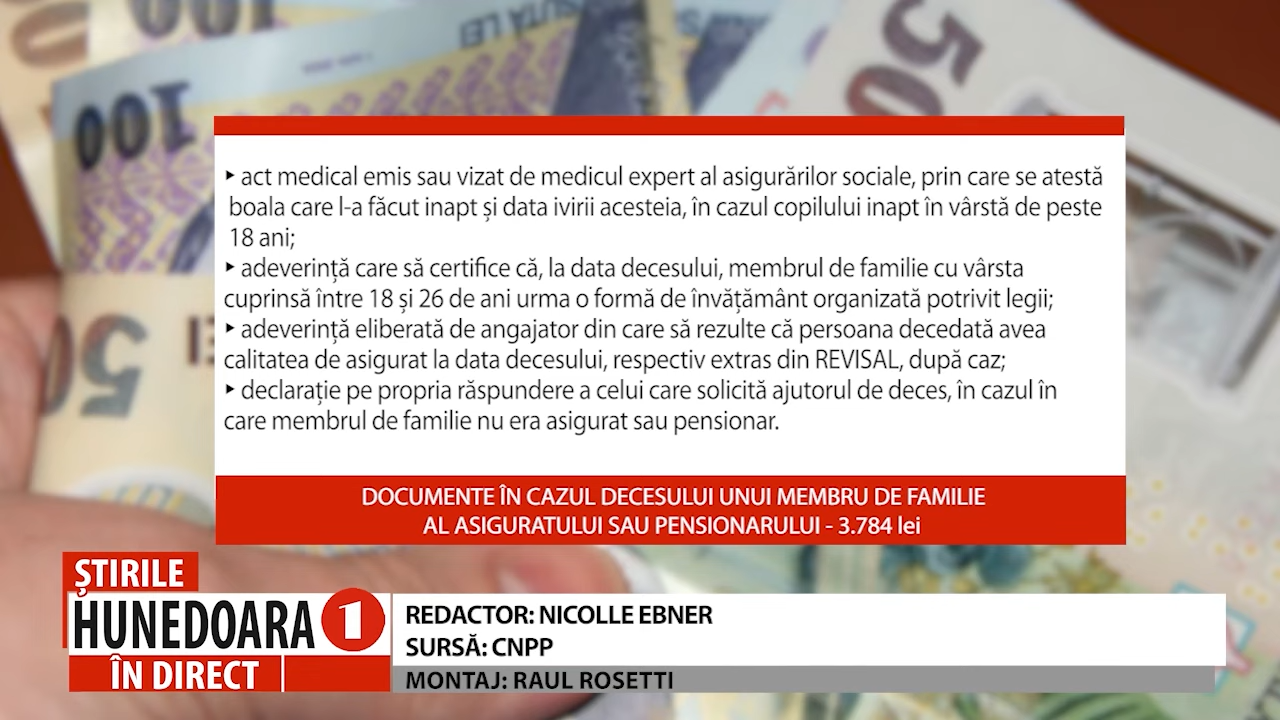 100
SUTĂ LEI
100
50
50
▸ act medical emis sau vizat de medicul expert al asigurărilor sociale, prin care se atestă
boala care l-a făcut inapt și data ivirii acesteia, în cazul copilului inapt în vârstă de peste
18 ani;
▸ adeverință care să certifice că, la data decesului, membrul de familie cu vârsta
cuprinsă între 18 și 26 de ani urma o formă de învățământ organizată potrivit legii;
▸ adeverință eliberată de angajator din care să rezulte că persoana decedată avea
calitatea de asigurat la data decesului, respectiv extras din REVISAL, după caz;
▸ declarație pe propria răspundere a celui care solicită ajutorul de deces, în cazul în
care membrul de familie nu era asigurat sau pensionar.
DOCUMENTE ÎN CAZUL DECESULUI UNUI MEMBRU DE FAMILIE
AL ASIGURATULUI SAU PENSIONARULUI - 3.784 lei
ȘTIRILE
HUNEDOARA 1
ÎN DIRECT
REDACTOR: NICOLLE EBNER
SURSĂ: CNPP
MONTAJ: RAUL ROSETTI